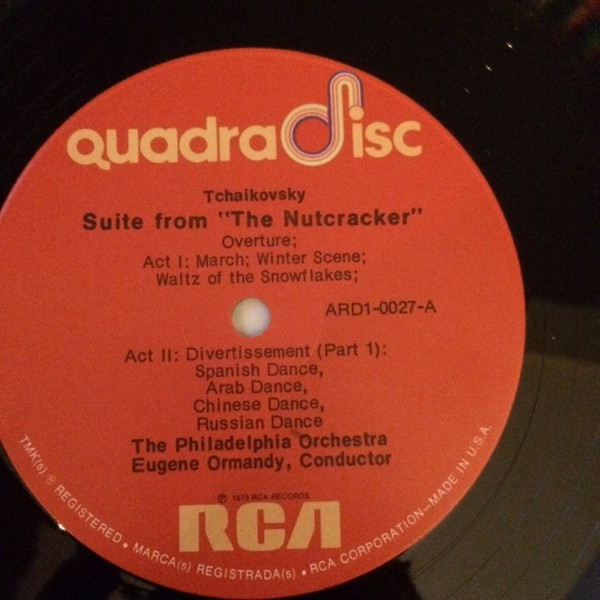 quadradisc
Tchaikovsky
Suite from "The Nutcracker"
Overture;
Act I: March; Winter Scene;
Waltz of the Snowflakes;
ARD1-0027-A
Act II: Divertissement (Part 1):
Spanish Dance,
Arab Dance,
Chinese Dance,
Russian Dance
The Philadelphia Orchestra
Eugene Ormandy, Conductor
℗ 1973 RCA RECORDS
RCA
TMK(s) ® REGISTERED • MARCA(s) REGISTRADA(s) • RCA CORPORATION—MADE IN U.S.A.